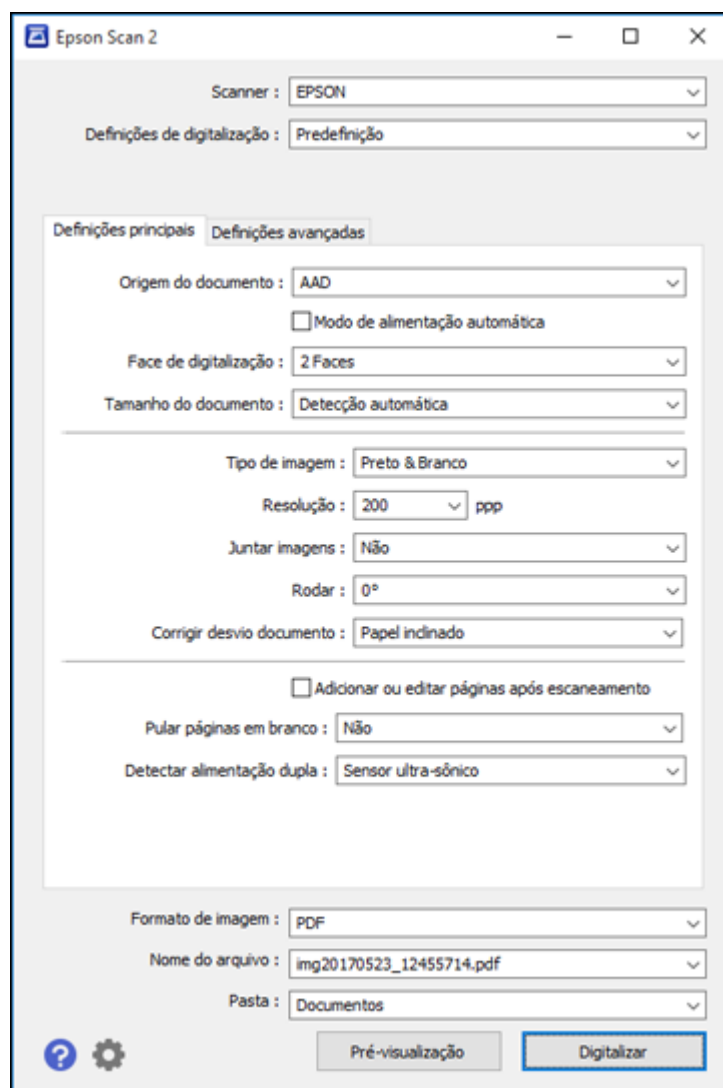 Epson Scan 2
Scanner : EPSON
Definições de digitalização : Predefinição
Definições principais Definições avançadas
Origem do documento : AAD
Modo de alimentação automática
Face de digitalização : 2 Faces
Tamanho do documento : Detecção automática
Tipo de imagem : Preto & Branco
Resolução : 200 ppp
Juntar imagens : Não
Rodar : 0°
Corrigir desvio documento : Papel inclinado
Adicionar ou editar páginas após escaneamento
Pular páginas em branco : Não
Detectar alimentação dupla : Sensor ultra-sônico
Formato de imagem : PDF
Nome do arquivo : img20170523_12455714.pdf
Pasta : Documentos
? Pré-visualização Digitalizar